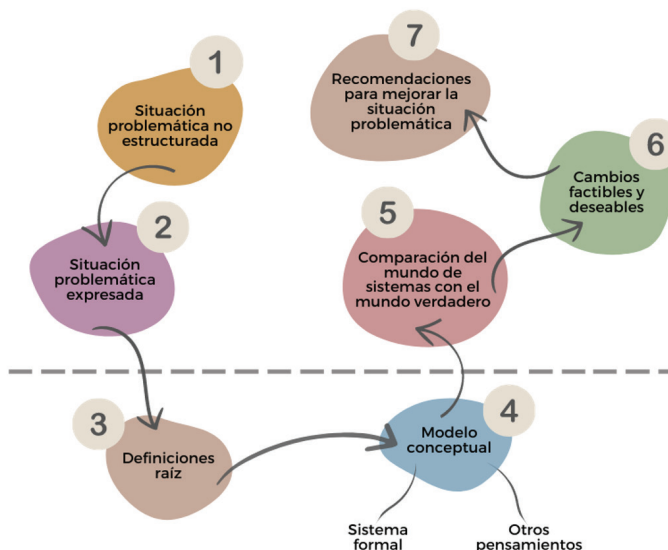 1
Situación
problemática no
estructurada
2
Situación
problemática
expresada
3
Definiciones
raíz
4
Modelo
conceptual
Sistema
formal
Otros
pensamientos
5
Comparación del
mundo de
sistemas con el
mundo verdadero
6
Cambios
factibles y
deseables
7
Recomendaciones
para mejorar la
situación
problemática